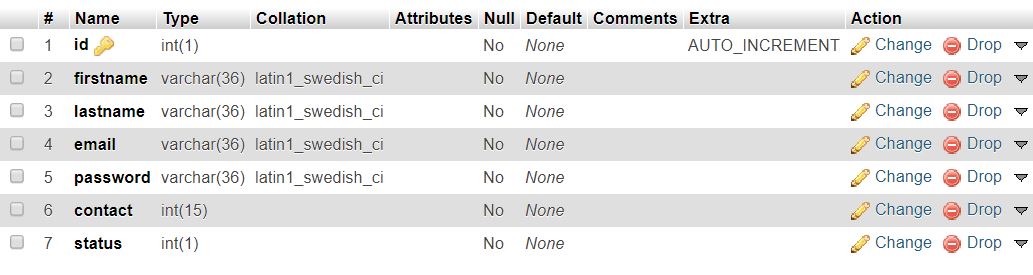 # Name Type Collation Attributes Null Default Comments Extra Action
1 id int(1) No None AUTO_INCREMENT Change Drop
2 firstname varchar(36) latin1_swedish_ci No None Change Drop
3 lastname varchar(36) latin1_swedish_ci No None Change Drop
4 email varchar(36) latin1_swedish_ci No None Change Drop
5 password varchar(36) latin1_swedish_ci No None Change Drop
6 contact int(15) No None Change Drop
7 status int(1) No None Change Drop